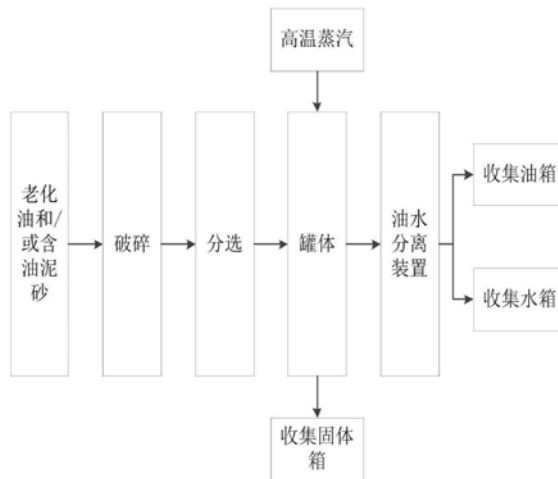 高温蒸汽
老化
油和/
或含
油泥
砂
破碎
分选
罐体
油水
分离
装置
收集油箱
收集水箱
收集固体
箱